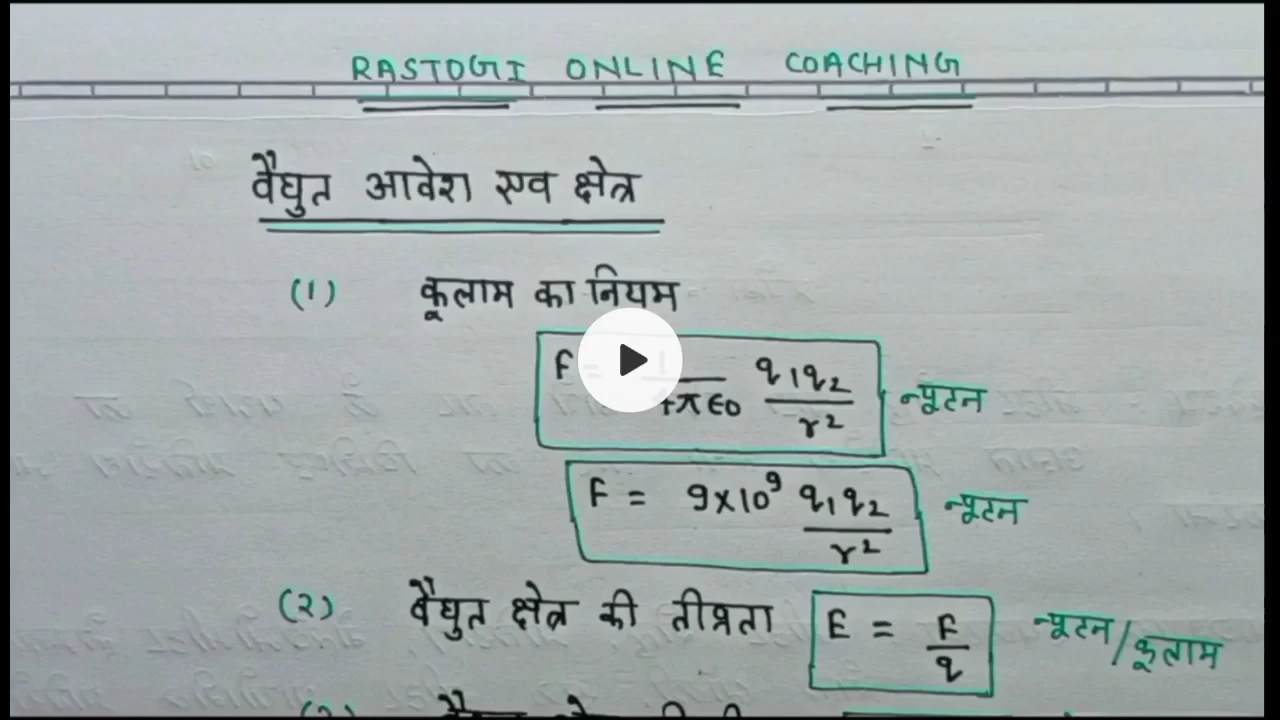 RASTOGI ONLINE COACHING
वैघुत आवेश एव क्षेत्र
(1) कूलाम का नियम
F = 1/4πϵ0 q1q2/r² न्यूटन
F = 9×10⁹ q1q2/r² न्यूटन
(२) वैघुत क्षेत्र की तीव्रता E = F/q न्यूटन/कूलाम